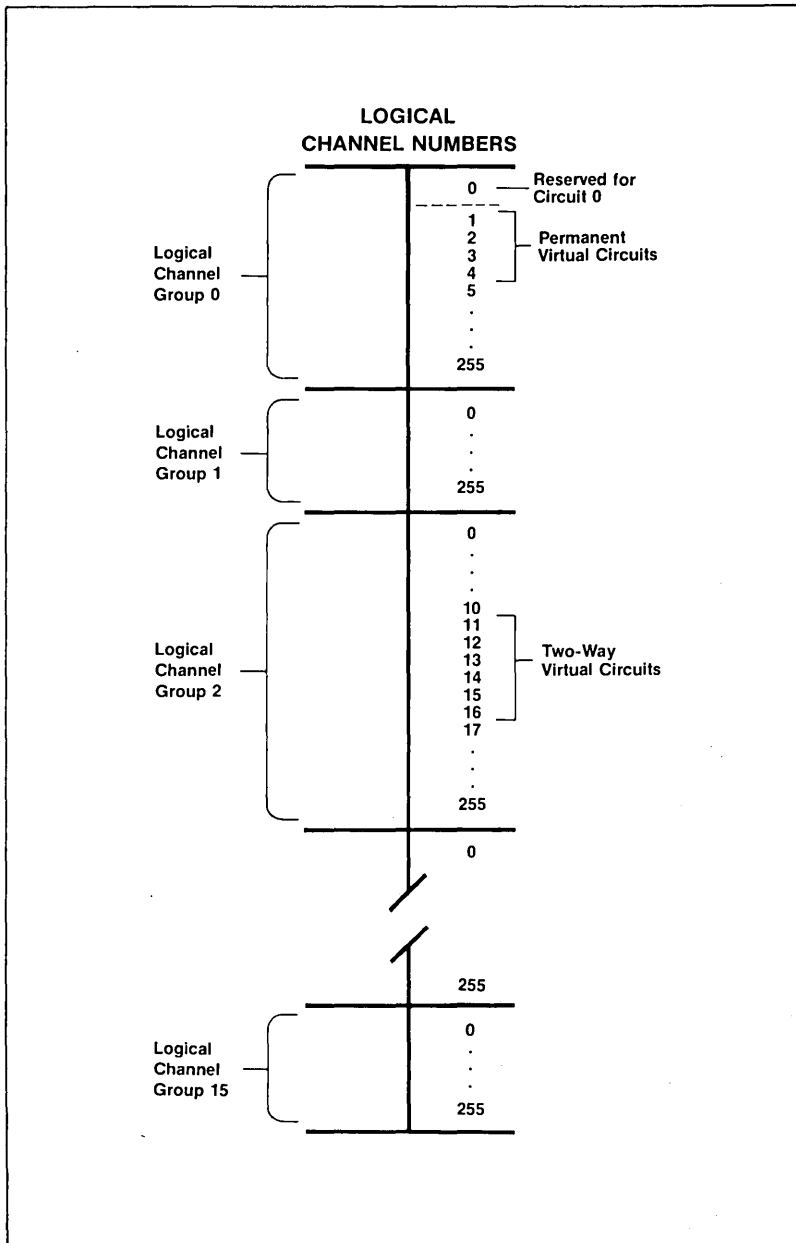 LOGICAL
CHANNEL NUMBERS
Logical
Channel
Group 0
0
Reserved for
Circuit 0
1
2
3
4
5
.
.
.
255
Permanent
Virtual Circuits
Logical
Channel
Group 1
0
.
.
.
255
Logical
Channel
Group 2
0
.
.
.
10
11
12
13
14
15
16
17
.
.
.
255
Two-Way
Virtual Circuits
0
255
Logical
Channel
Group 15
0
.
.
.
255